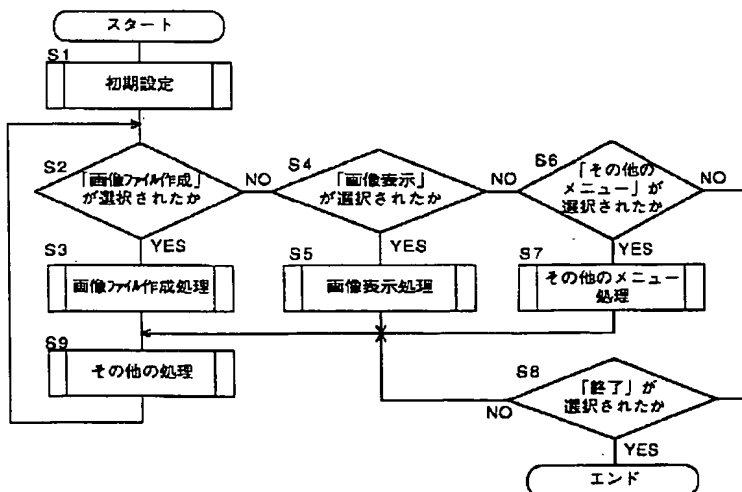 スタート
S1
初期設定
S2
「画像ファイル作成」
が選択されたか
NO
YES
S4
「画像表示」
が選択されたか
NO
YES
S6
「その他の
メニュー」が
選択されたか
NO
YES
S3
画像ファイル作成処理
S5
画像表示処理
S7
その他のメニュー
処理
S9
その他の処理
S8
「終了」が
選択されたか
NO
YES
エンド